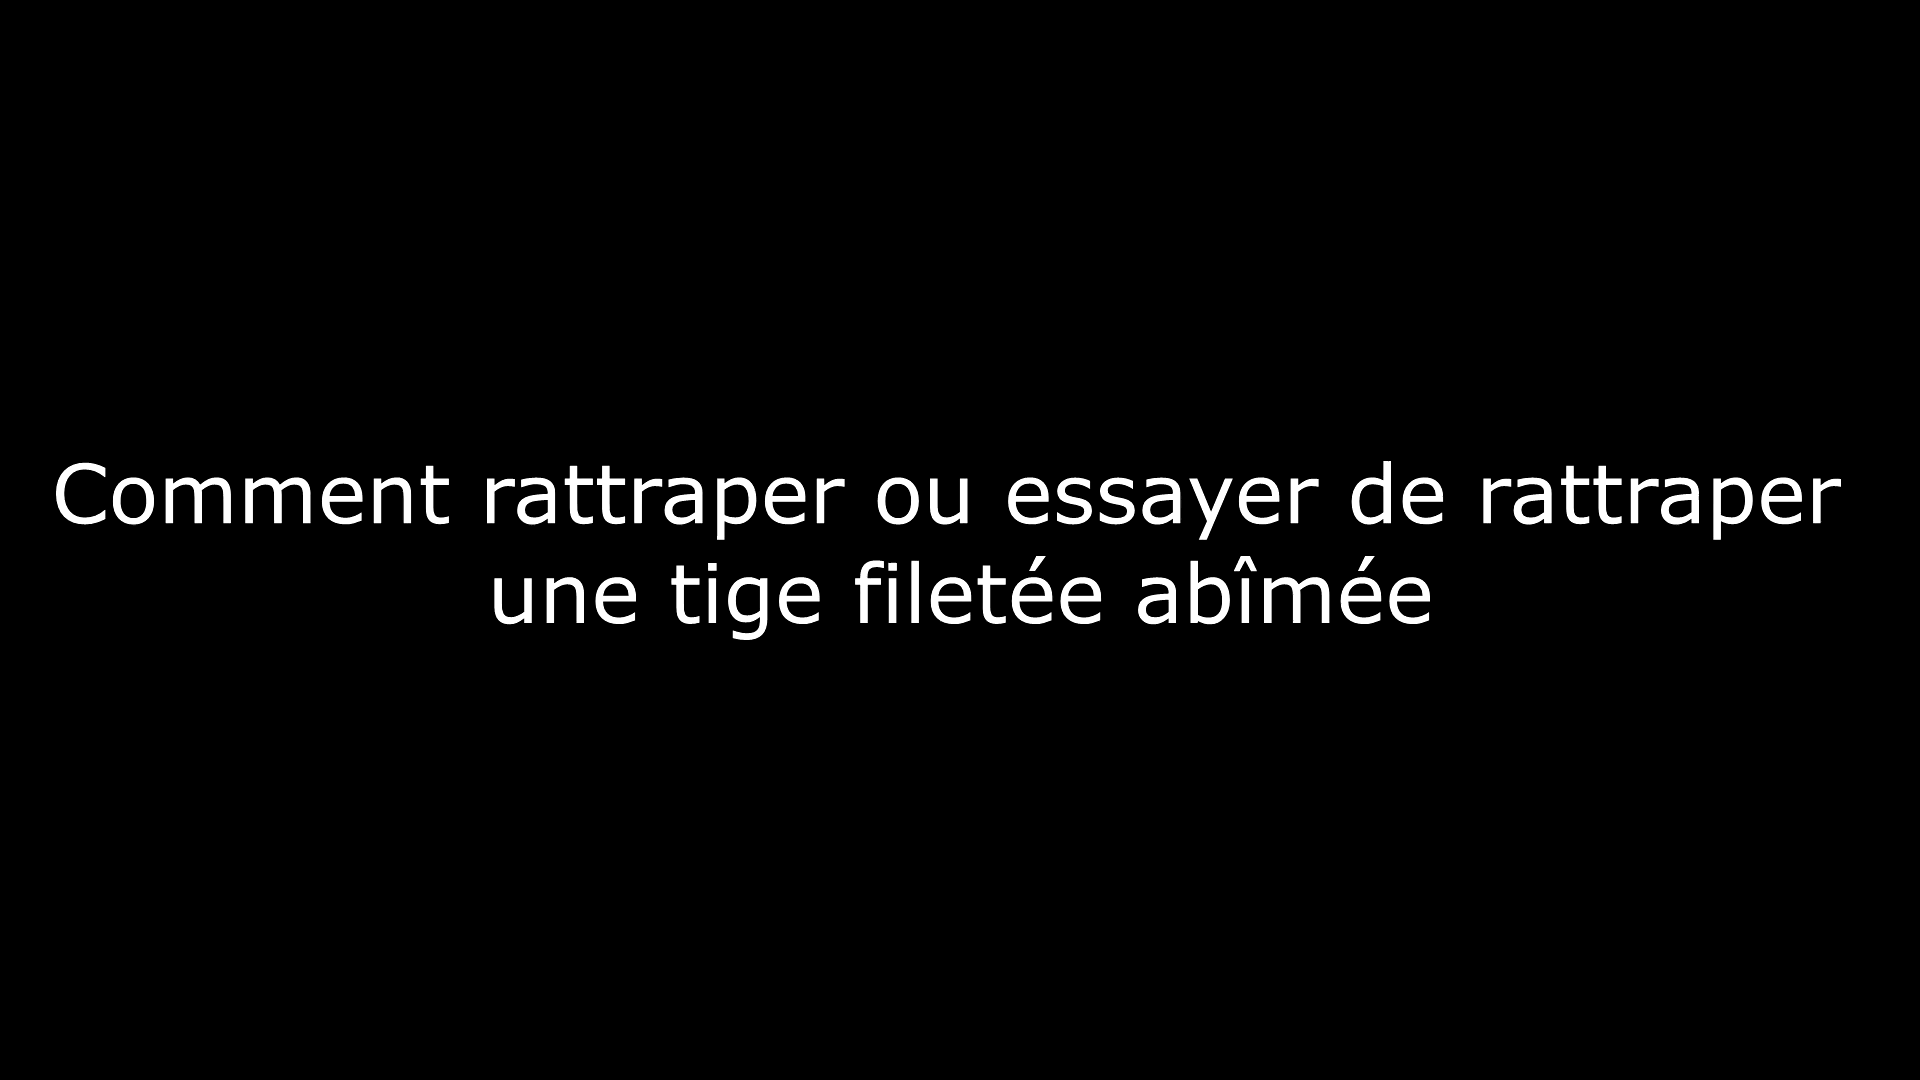 Comment rattraper ou essayer de rattraper
une tige filetée abîmée